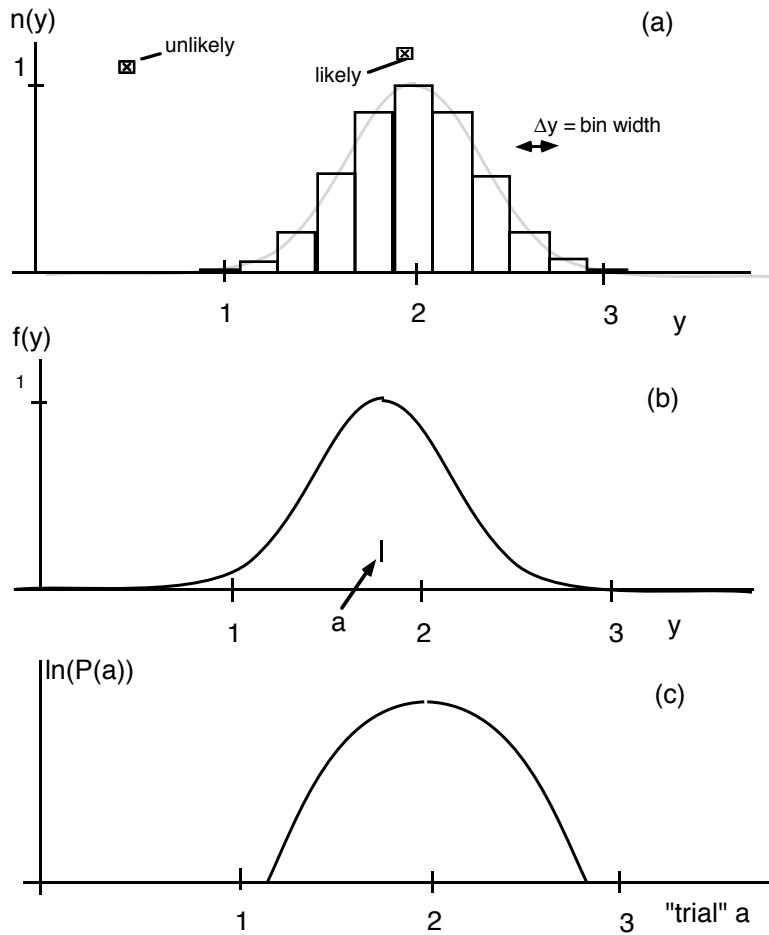 n(y)
(a)
unlikely
likely
1
Δy = bin width
1
2
3
y
f(y)
1
(b)
a
1
2
3
y
ln(P(a))
(c)
1
2
3
"trial" a